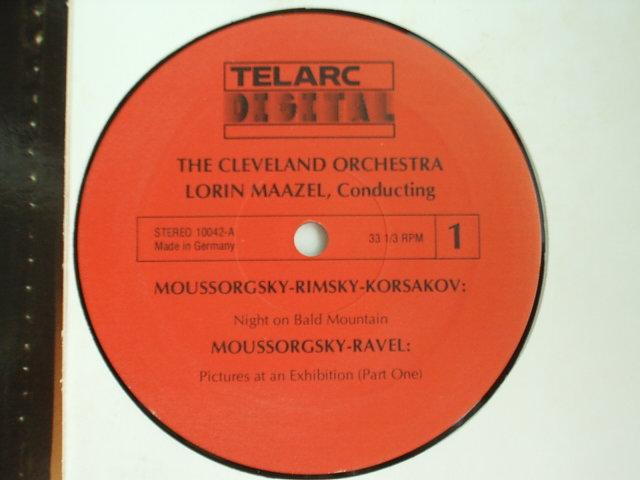 TELARC
DIGITAL
THE CLEVELAND ORCHESTRA
LORIN MAAZEL, Conducting
STEREO 10042-A
Made in Germany
33 1/3 RPM
1
MOUSSORGSKY-RIMSKY-KORSAKOV:
Night on Bald Mountain
MOUSSORGSKY-RAVEL:
Pictures at an Exhibition (Part One)